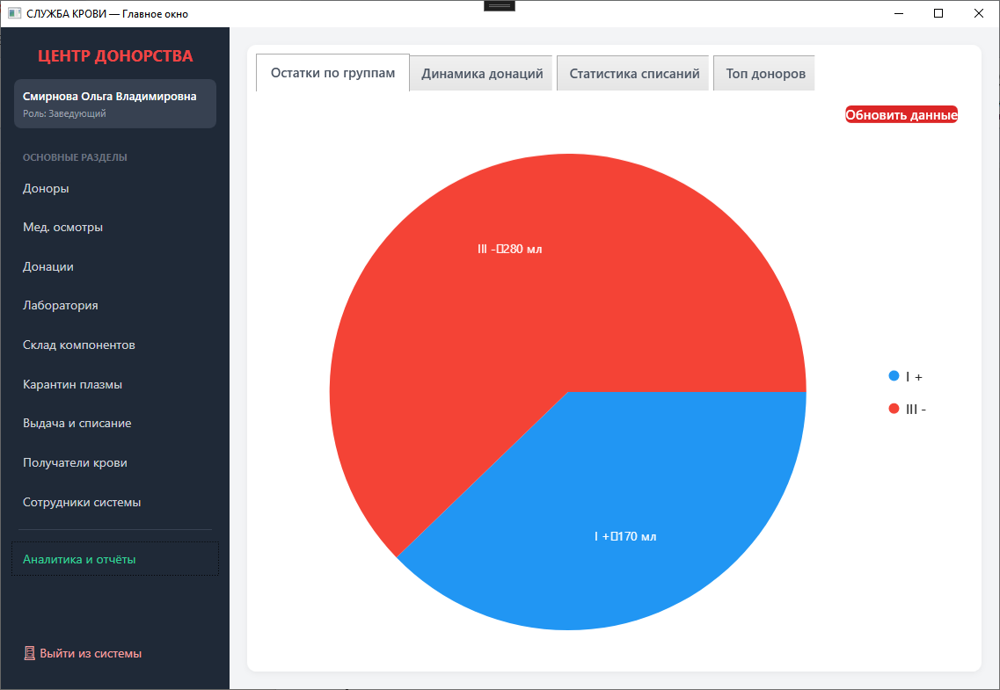 СЛУЖБА КРОВИ — Главное окно
ЦЕНТР ДОНОРСТВА
Смирнова Ольга Владимировна
Роль: Заведующий
ОСНОВНЫЕ РАЗДЕЛЫ
Доноры
Мед. осмотры
Донации
Лаборатория
Склад компонентов
Карантин плазмы
Выдача и списание
Получатели крови
Сотрудники системы
Аналитика и отчёты
Выйти из системы
Остатки по группам
Динамика донаций
Статистика списаний
Топ доноров
Обновить данные
III -□280 мл
I +□170 мл
I +
III -